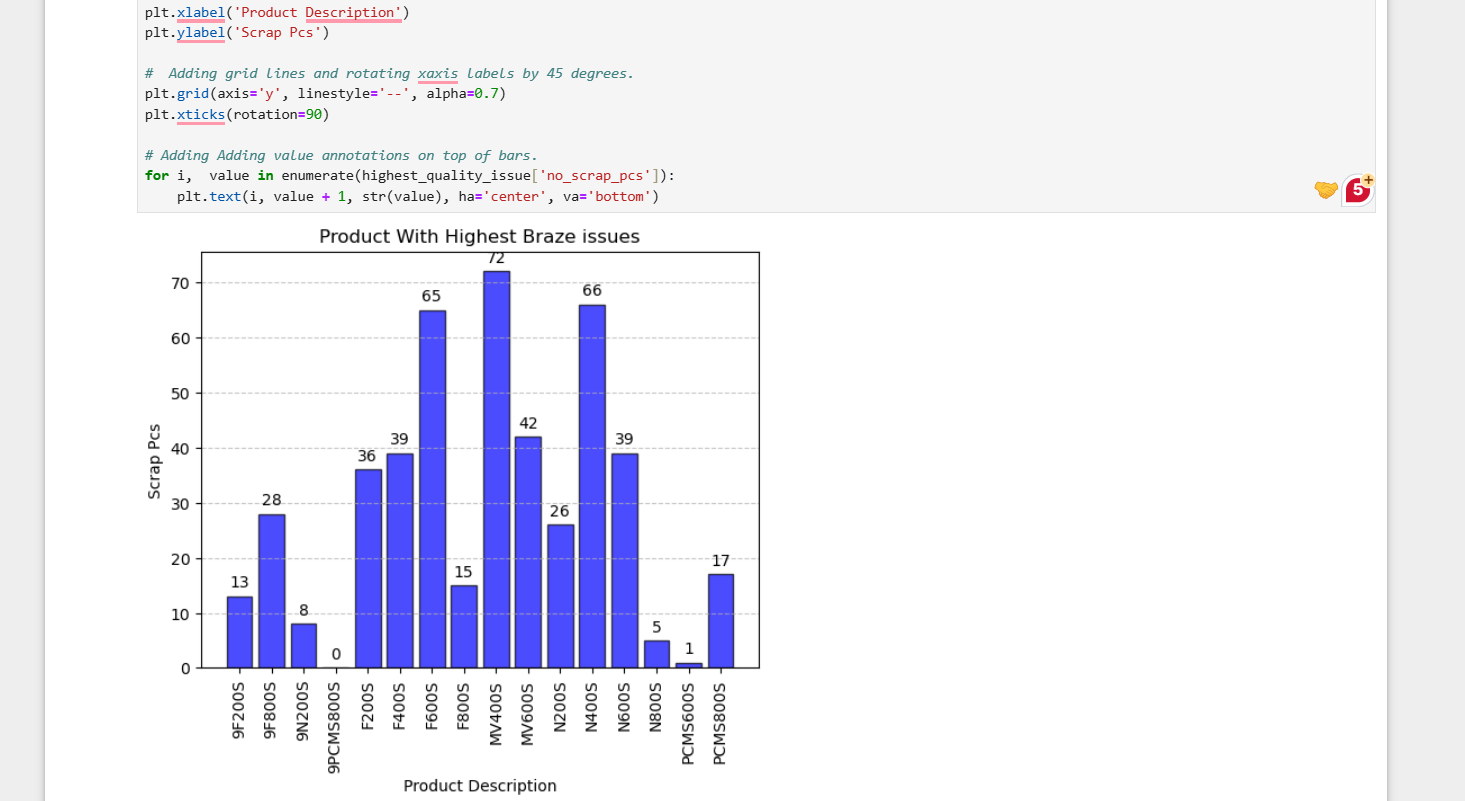 plt.xlabel('Product Description')
plt.ylabel('Scrap Pcs')
#  Adding grid lines and rotating xaxis labels by 45 degrees.
plt.grid(axis='y', linestyle='--', alpha=0.7)
plt.xticks(rotation=90)
# Adding Adding value annotations on top of bars.
for i,  value in enumerate(highest_quality_issue['no_scrap_pcs']):
    plt.text(i, value + 1, str(value), ha='center', va='bottom')
5+
Product With Highest Braze issues
72
70
66
65
60
50
42
39
39
40
36
Scrap Pcs
30
28
26
20
17
15
13
10
8
5
1
0
0
9F200S
9F800S
9N200S
9PCMS800S
F200S
F400S
F600S
F800S
MV400S
MV600S
N200S
N400S
N600S
N800S
PCMS600S
PCMS800S
Product Description